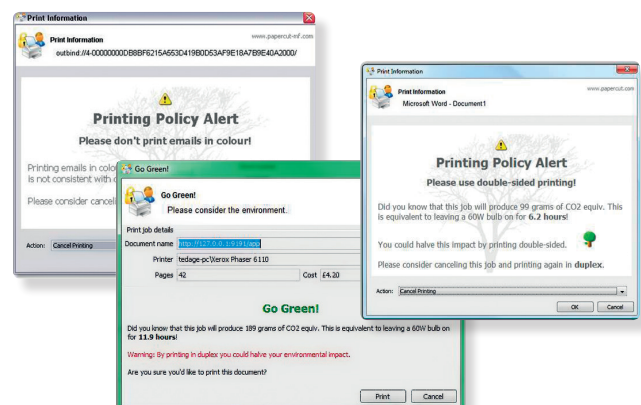 Print Information
Print Information
www.papercut-mf.com
outbind://4-00000000DB8BF6215A553D419B0D53AF9E18A7B9E40A2000/
Printing Policy Alert
Please don't print emails in colour!
Printing emails in colo
is not consistent with
Please consider cancel
Action: Cancel Printing
Go Green!
Go Green!
Please consider the environment.
Print job details
Document name http://127.0.0.1:9191/app
Printer tedage-pc\Xerox Phaser 6110
Pages 42 Cost £4.20
Go Green!
Did you know that this job will produce 189 grams of CO2 equiv. This is equivalent to leaving a 60W bulb on
for 11.9 hours!
Warning: By printing in duplex you could halve your environmental impact.
Are you sure you'd like to print this document?
Print Cancel
Print Information
Print Information
www.papercut.com
Microsoft Word - Document1
Printing Policy Alert
Please use double-sided printing!
Did you know that this job will produce 99 grams of CO2 equiv. This
is equivalent to leaving a 60W bulb on for 6.2 hours!
You could halve this impact by printing double-sided.
Please consider canceling this job and printing again in duplex.
Action: Cancel Printing
OK Cancel